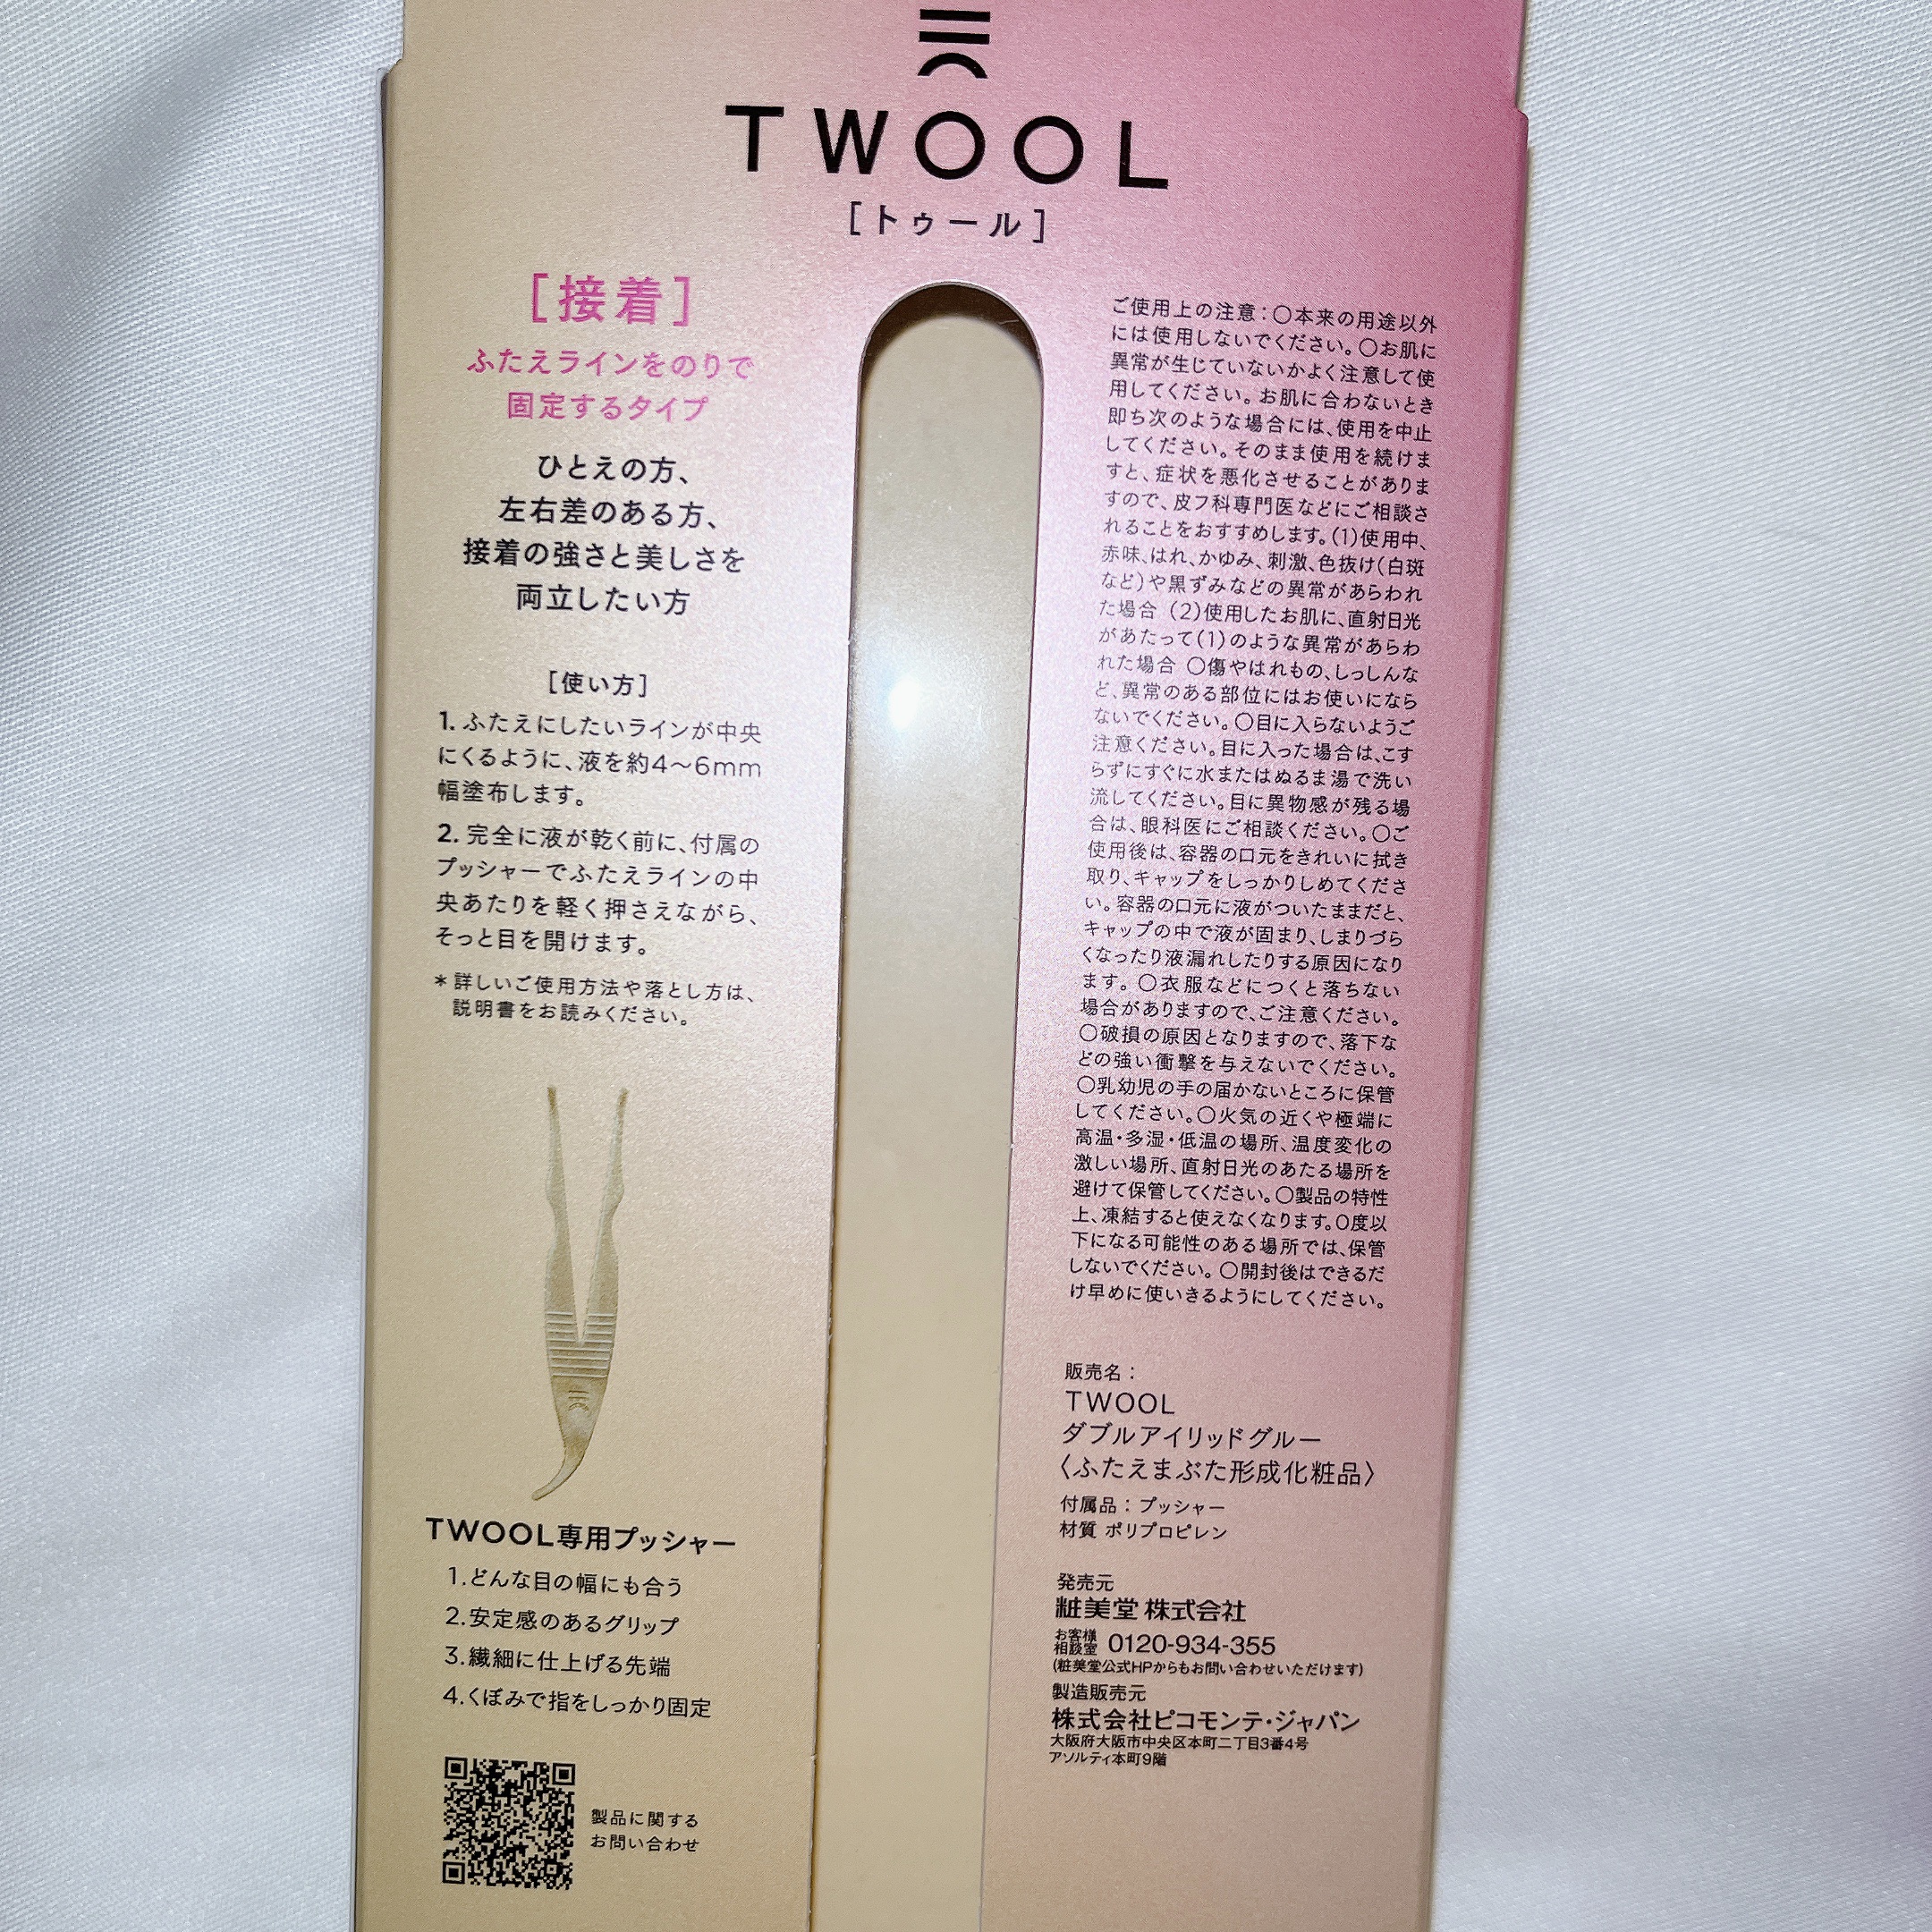 TWOOL
[トゥール]
[接着]
ふたえラインをのりで
固定するタイプ
ひとえの方、
左右差のある方、
接着の強さと美しさを
両立したい方
[使い方]
1. ふたえにしたいラインが中央
にくるように、液を約4～6mm
幅塗布します。
2. 完全に液が乾く前に、付属の
プッシャーでふたえラインの中
央あたりを軽く押さえながら、
そっと目を開けます。
＊詳しいご使用方法や落とし方は、
説明書をお読みください。
TWOOL専用プッシャー
1.どんな目の幅にも合う
2.安定感のあるグリップ
3.繊細に仕上げる先端
4.くぼみで指をしっかり固定
製品に関する
お問い合わせ
ご使用上の注意：〇本来の用途以外
には使用しないでください。〇お肌に
異常が生じていないかよく注意して使
用してください。お肌に合わないとき
即ち次のような場合には、使用を中止
してください。そのまま使用を続けま
すと、症状を悪化させることがありま
すので、皮フ科専門医などにご相談さ
れることをおすすめします。(1)使用中、
赤味、はれ、かゆみ、刺激、色抜け(白斑
など)や黒ずみなどの異常があらわれ
た場合 (2)使用したお肌に、直射日光
があたって(1)のような異常があらわ
れた場合 〇傷やはれもの、しっしんな
ど、異常のある部位にはお使いになら
ないでください。〇目に入らないようご
注意ください。目に入った場合は、こす
らずにすぐに水またはぬるま湯で洗い
流してください。目に異物感が残る場
合は、眼科医にご相談ください。〇ご
使用後は、容器の口元をきれいに拭き
取り、キャップをしっかりしめてくださ
い。容器の口元に液がついたままだと、
キャップの中で液が固まり、しまりづら
くなったり液漏れしたりする原因になり
ます。〇衣服などにつくと落ちない
場合がありますので、ご注意ください。
〇破損の原因となりますので、落下な
どの強い衝撃を与えないでください。
〇乳幼児の手の届かないところに保管
してください。〇火気の近くや極端に
高温・多湿・低温の場所、温度変化の
激しい場所、直射日光のあたる場所を
避けて保管してください。〇製品の特性
上、凍結すると使えなくなります。0度以
下になる可能性のある場所では、保管
しないでください。〇開封後はできるだ
け早めに使いきるようにしてください。
販売名：
TWOOL
ダブルアイリッドグルー
〈ふたえまぶた形成化粧品〉
付属品：プッシャー
材質 ポリプロピレン
発売元
粧美堂 株式会社
お客様
相談室 0120-934-355
(粧美堂公式HPからもお問い合わせいただけます)
製造販売元
株式会社ピコモンテ・ジャパン
大阪府大阪市中央区本町二丁目3番4号
アソルティ本町9階